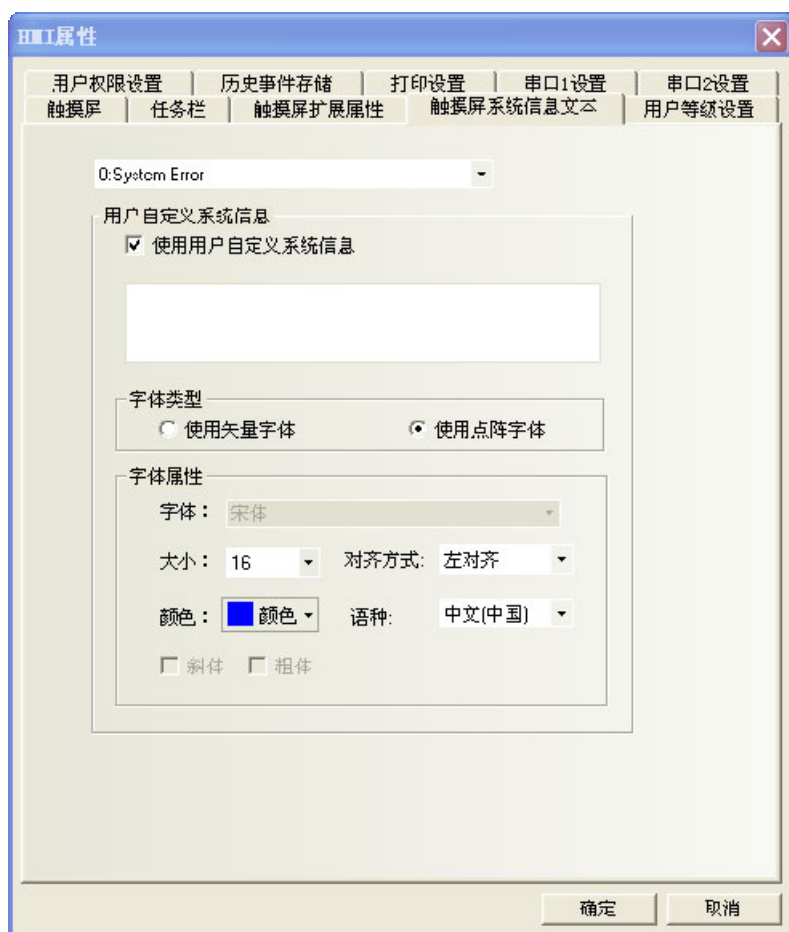 HMI属性
用户权限设置 历史事件存储 打印设置 串口1设置 串口2设置
触摸屏 任务栏 触摸屏扩展属性 触摸屏系统信息文本 用户等级设置
0:System Error
用户自定义系统信息
使用用户自定义系统信息
字体类型
使用矢量字体 使用点阵字体
字体属性
字体： 宋体
大小： 16 对齐方式: 左对齐
颜色： 颜色 语种: 中文(中国)
斜体 粗体
确定 取消